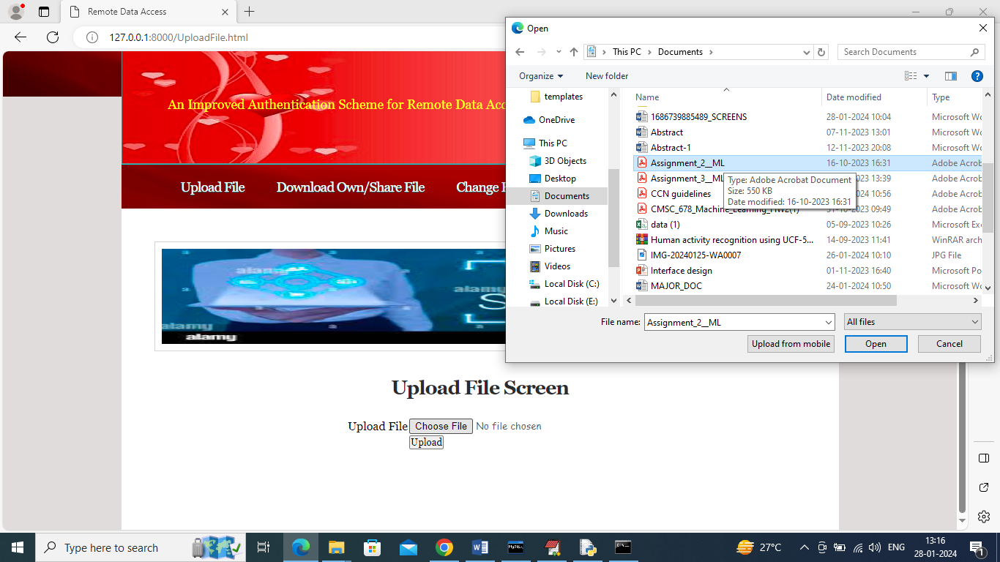 Remote Data Access
127.0.0.1:8000/UploadFile.html
An Improved Authentication Scheme for Remote Data Acc
Upload File
Download Own/Share File
Change
alamy
a
alamy
a
alamy
a
alamy
S
Upload File Screen
Upload File Choose File No file chosen
Upload
Open
This PC > Documents >
Search Documents
Organize
New folder
templates
OneDrive
This PC
3D Objects
Desktop
Documents
Downloads
Music
Pictures
Videos
Local Disk (C:)
Local Disk (E:)
Name Date modified Type
1686739885489_SCREENS 28-01-2024 10:04 Microsoft Wo
Abstract 07-11-2023 13:01 Microsoft Wo
Abstract-1 12-11-2023 20:08 Microsoft Wo
Assignment_2__ML 16-10-2023 16:31 Adobe Acrob
Assignment_3__ML 13:39 Adobe Acrob
CCN guidelines 2024 10:56 Adobe Acrob
CMSC_678_Machine_Learning_HW2(1) 31-10-2023 09:49 Adobe Acrob
data (1) 05-09-2023 10:26 Microsoft Exc
Human activity recognition using UCF-5... 14-09-2023 11:41 WinRAR arch
IMG-20240125-WA0007 26-01-2024 10:10 JPG File
Interface design 01-11-2023 16:40 Microsoft Po
MAJOR_DOC 24-01-2024 10:50 Microsoft Wo
Type: Adobe Acrobat Document
Size: 550 KB
Date modified: 16-10-2023 16:31
File name: Assignment_2__ML
All files
Upload from mobile
Open
Cancel
Type here to search
27°C
ENG
13:16
28-01-2024
1